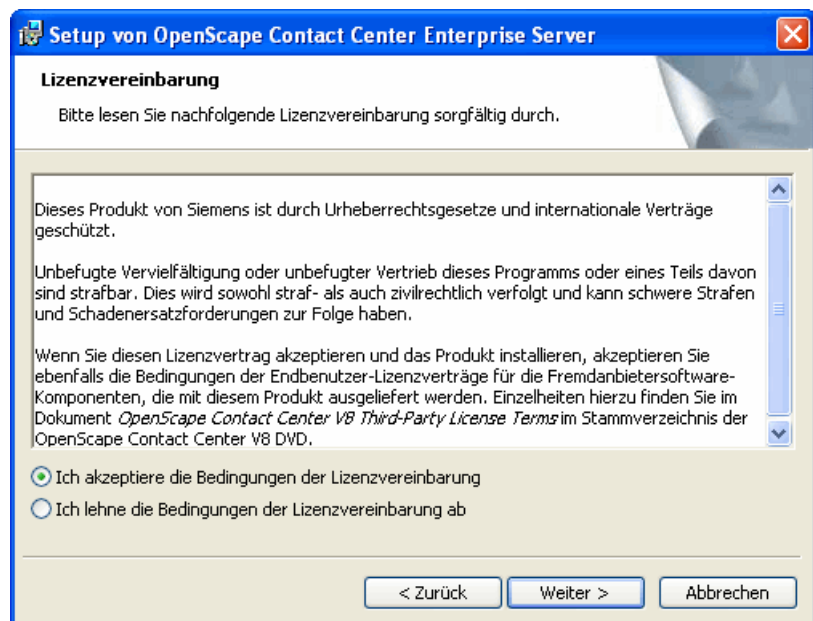 Setup von OpenScape Contact Center Enterprise Server
Lizenzvereinbarung
Bitte lesen Sie nachfolgende Lizenzvereinbarung sorgfältig durch.
Dieses Produkt von Siemens ist durch Urheberrechtsgesetze und internationale Verträge
geschützt.
Unbefugte Vervielfältigung oder unbefugter Vertrieb dieses Programms oder eines Teils davon
sind strafbar. Dies wird sowohl straf- als auch zivilrechtlich verfolgt und kann schwere Strafen
und Schadenersatzforderungen zur Folge haben.
Wenn Sie diesen Lizenzvertrag akzeptieren und das Produkt installieren, akzeptieren Sie
ebenfalls die Bedingungen der Endbenutzer-Lizenzverträge für die Fremdanbietersoftware-
Komponenten, die mit diesem Produkt ausgeliefert werden. Einzelheiten hierzu finden Sie im
Dokument OpenScape Contact Center V8 Third-Party License Terms im Stammverzeichnis der
OpenScape Contact Center V8 DVD.
Ich akzeptiere die Bedingungen der Lizenzvereinbarung
Ich lehne die Bedingungen der Lizenzvereinbarung ab
< Zurück
Weiter >
Abbrechen